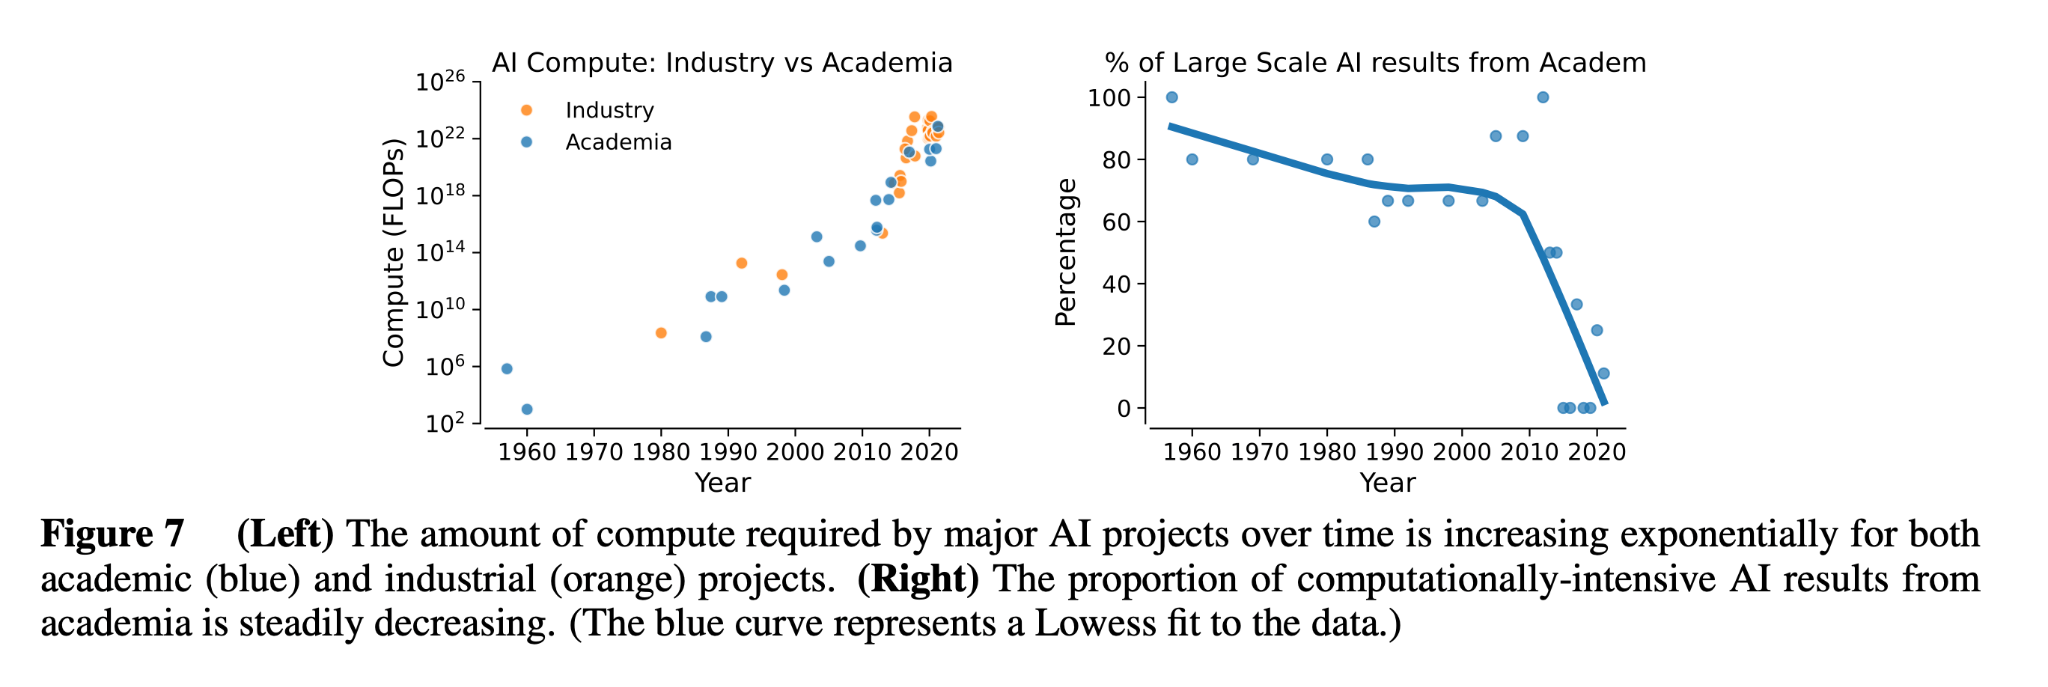 AI Compute: Industry vs Academia
10^26
10^22
10^18
10^14
10^10
10^6
10^2
Compute (FLOPs)
Industry
Academia
1960 1970 1980 1990 2000 2010 2020
Year
% of Large Scale AI results from Academ
100
80
60
40
20
0
Percentage
1960 1970 1980 1990 2000 2010 2020
Year
Figure 7 (Left) The amount of compute required by major AI projects over time is increasing exponentially for both
academic (blue) and industrial (orange) projects. (Right) The proportion of computationally-intensive AI results from
academia is steadily decreasing. (The blue curve represents a Lowess fit to the data.)